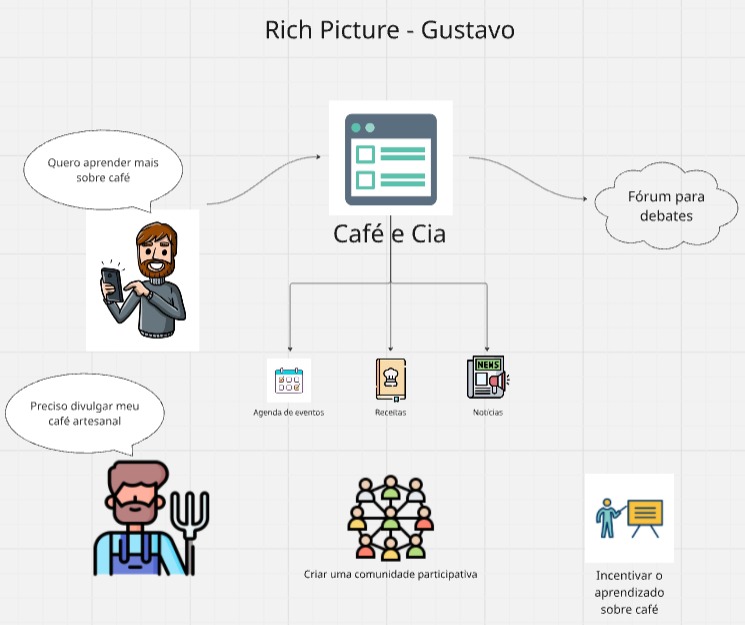 Rich Picture - Gustavo
Quero aprender mais
sobre café
Fórum para
debates
Café e Cia
NEWS
Agenda de eventos
Receitas
Notícias
Preciso divulgar meu
café artesanal
Criar uma comunidade participativa
Incentivar o
aprendizado
sobre café